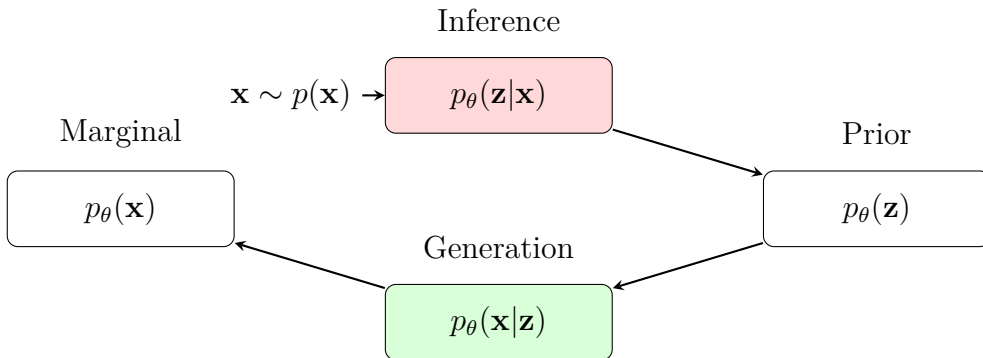 Inference
𝐱 ∼ p(𝐱)
p_θ(𝐳|𝐱)
Marginal
Prior
p_θ(𝐱)
p_θ(𝐳)
Generation
p_θ(𝐱|𝐳)